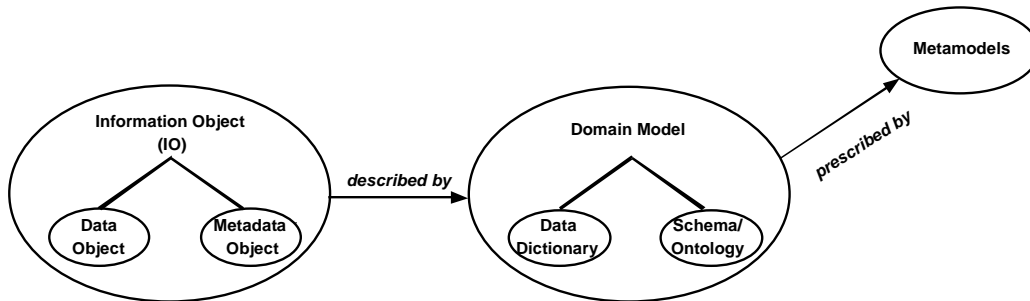 Metamodels
Information Object
(IO)
Domain Model
described by
prescribed by
Data
Object
Metadata
Object
Data
Dictionary
Schema/
Ontology